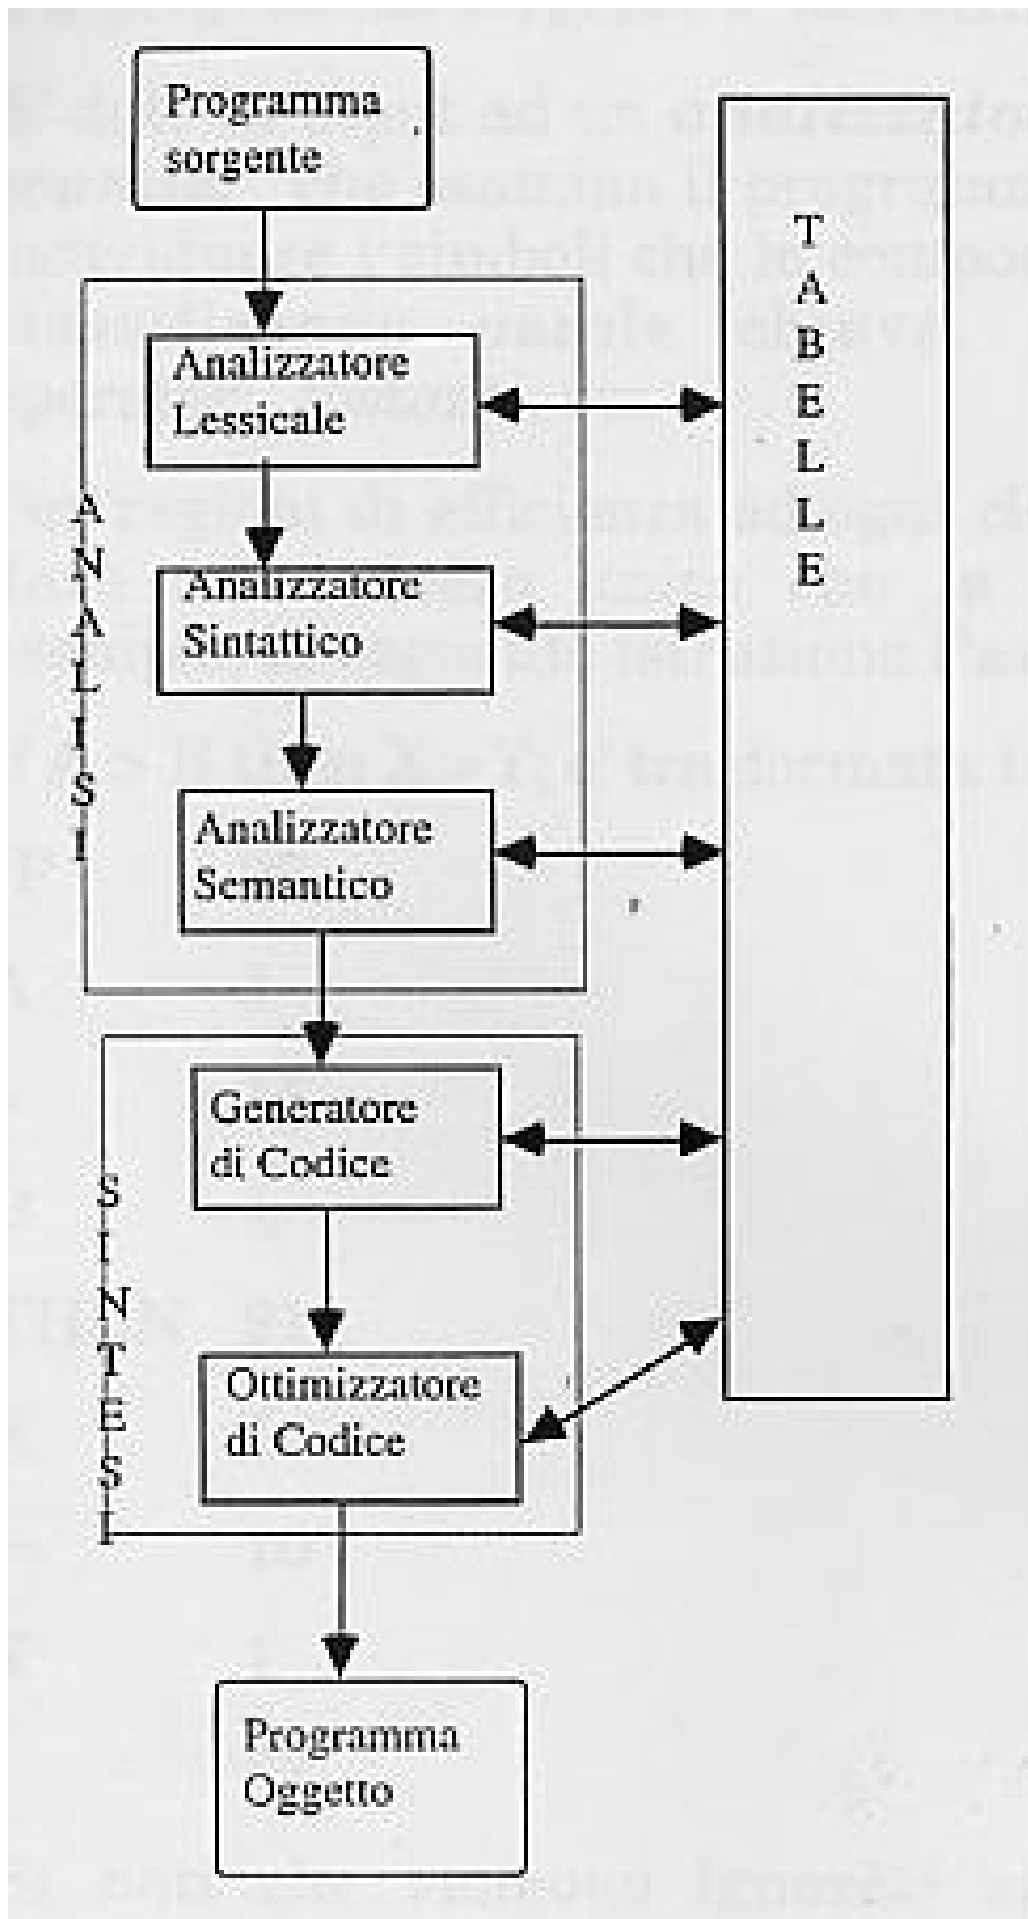 Programma
sorgente
TABELLE
ANALISI
Analizzatore
Lessicale
Analizzatore
Sintattico
Analizzatore
Semantico
SINTESI
Generatore
di Codice
Ottimizzatore
di Codice
Programma
Oggetto